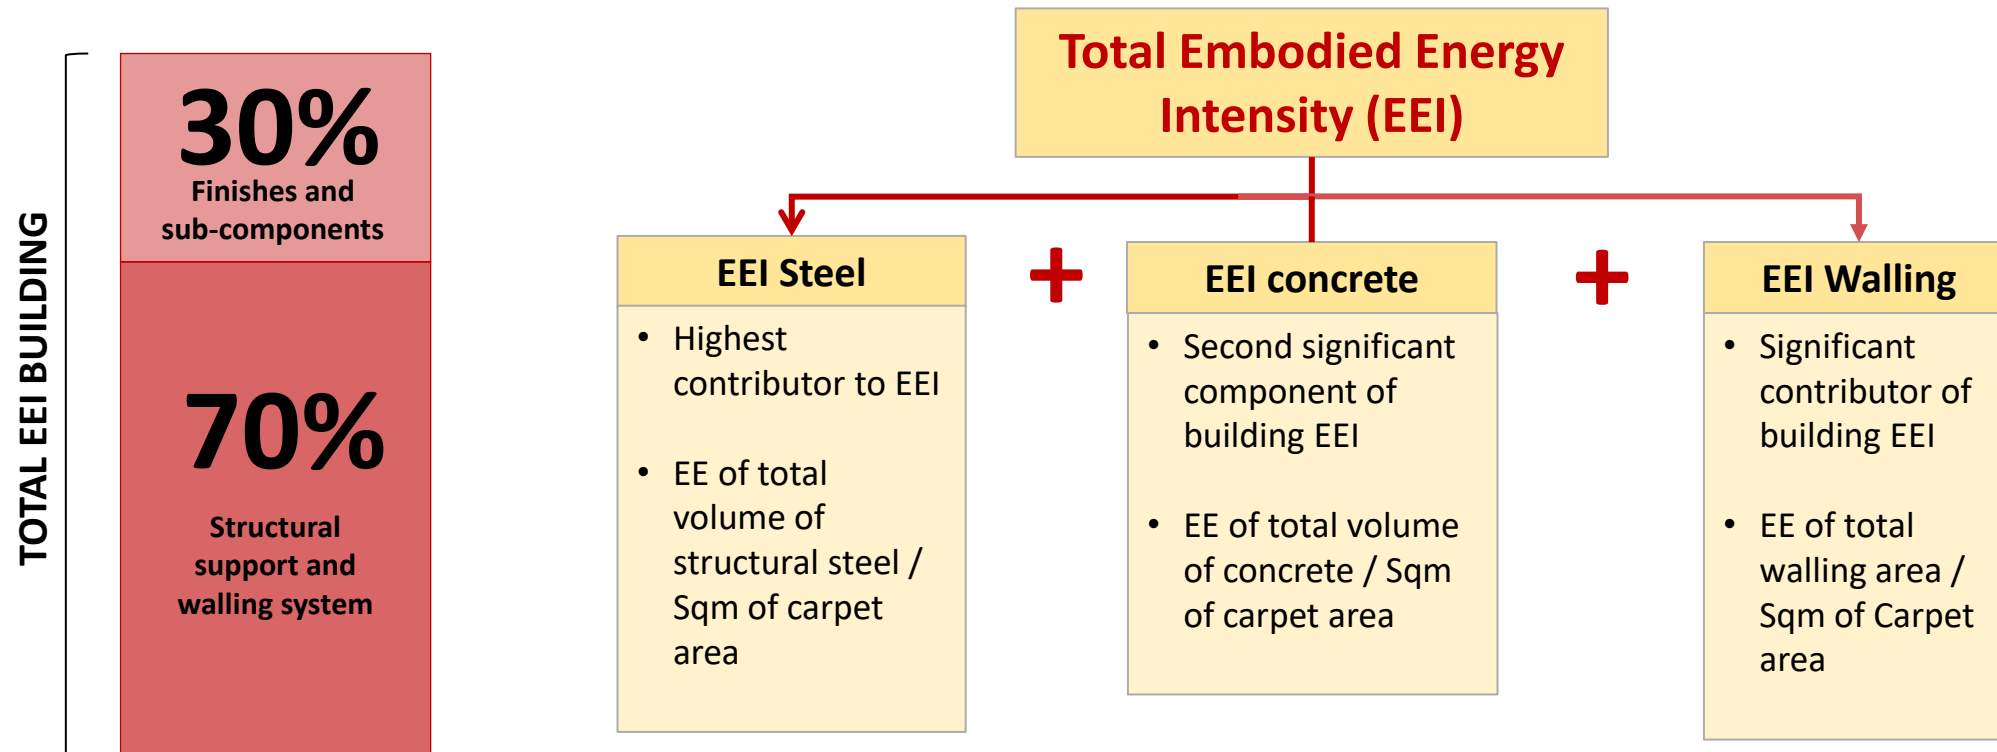 TOTAL EEI BUILDING
30%
Finishes and
sub-components
70%
Structural
support and
walling system
Total Embodied Energy
Intensity (EEI)
EEI Steel
• Highest
contributor to EEI
• EE of total
volume of
structural steel /
Sqm of carpet
area
+
EEI concrete
• Second significant
component of
building EEI
• EE of total volume
of concrete / Sqm
of carpet area
+
EEI Walling
• Significant
contributor of
building EEI
• EE of total
walling area /
Sqm of Carpet
area